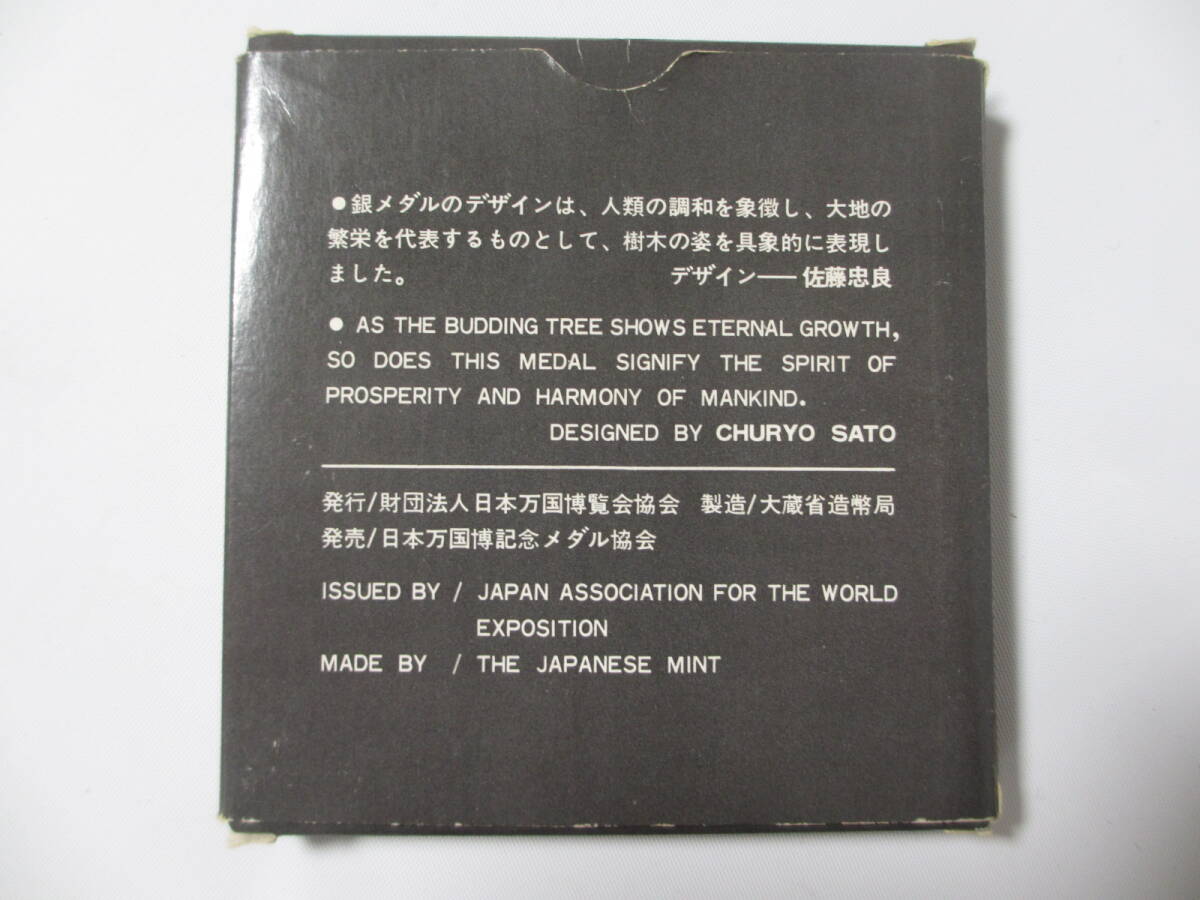 ●銀メダルのデザインは、人類の調和を象徴し、大地の
繁栄を代表するものとして、樹木の姿を具象的に表現し
ました。 デザイン──佐藤忠良
● AS THE BUDDING TREE SHOWS ETERNAL GROWTH,
SO DOES THIS MEDAL SIGNIFY THE SPIRIT OF
PROSPERITY AND HARMONY OF MANKIND.
DESIGNED BY CHURYO SATO
発行/財団法人日本万国博覧会協会 製造/大蔵省造幣局
発売/日本万国博記念メダル協会
ISSUED BY / JAPAN ASSOCIATION FOR THE WORLD
EXPOSITION
MADE BY / THE JAPANESE MINT